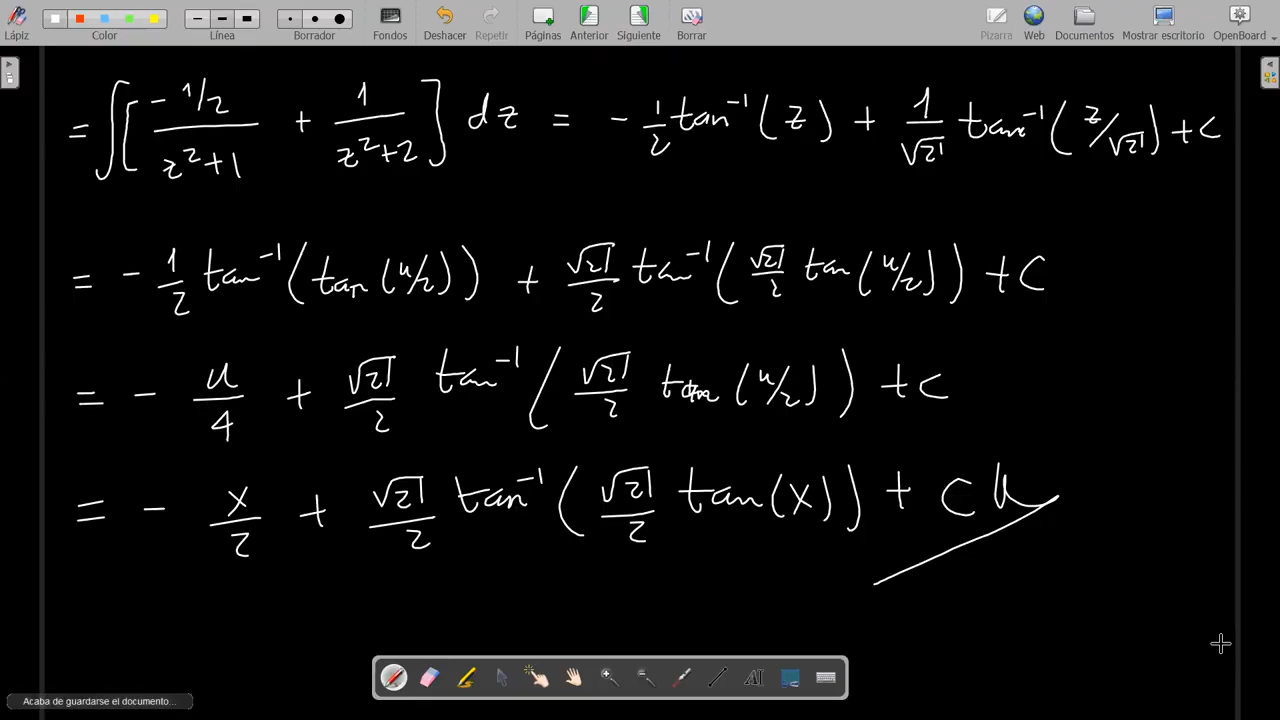 Lápiz Color Línea Borrador Fondos Deshacer Repetir Páginas Anterior Siguiente Borrar Pizarra Web Documentos Mostrar escritorio OpenBoard
= ∫[ (-1/2)/(z²+1) + 1/(z²+2) ] dz = - 1/2 tan⁻¹(z) + 1/√2 tan⁻¹(z/√2) + C
= - 1/2 tan⁻¹(tan(u/2)) + √2/2 tan⁻¹(√2/2 tan(u/2)) + C
= - u/4 + √2/2 tan⁻¹(√2/2 tan(u/2)) + C
= - x/2 + √2/2 tan⁻¹(√2/2 tan(x)) + C
Acaba de guardarse el documento...